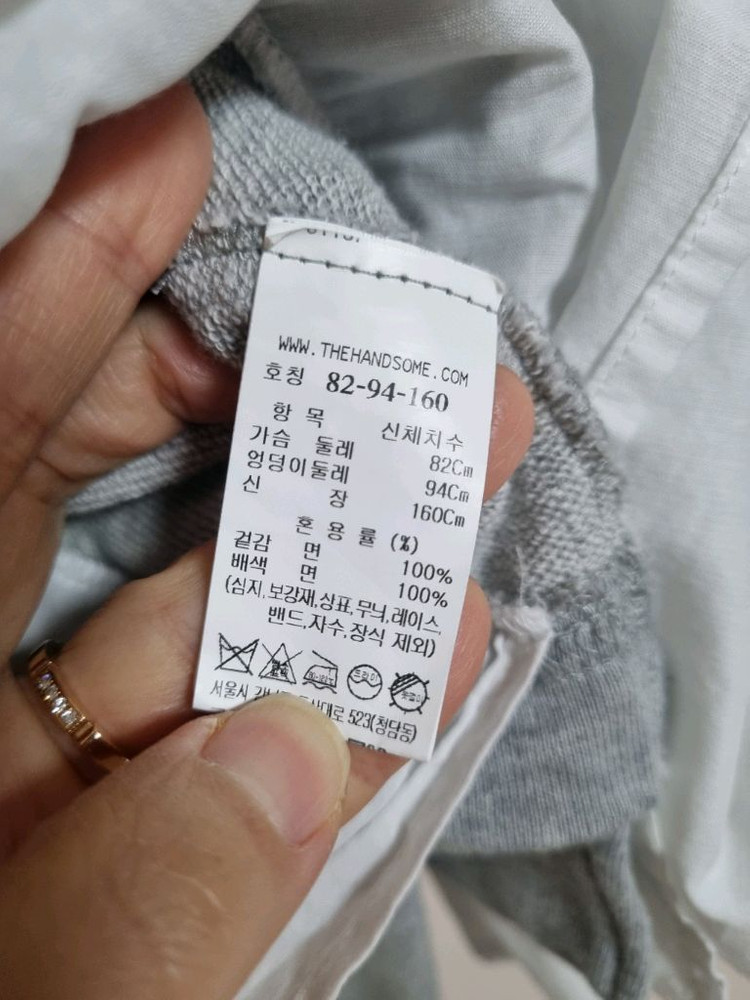 WWW.THEHANDSOME.COM
호칭 82-94-160
항 목 신체치수
가슴 둘레 82Cm
엉덩이둘레 94Cm
신 장 160Cm
혼 용 률 (%)
겉감 면 100%
배색 면 100%
(심지,보강재,상표,무늬,레이스,
밴드,자수,장식 제외)
드라이
서울시 523(청담동)